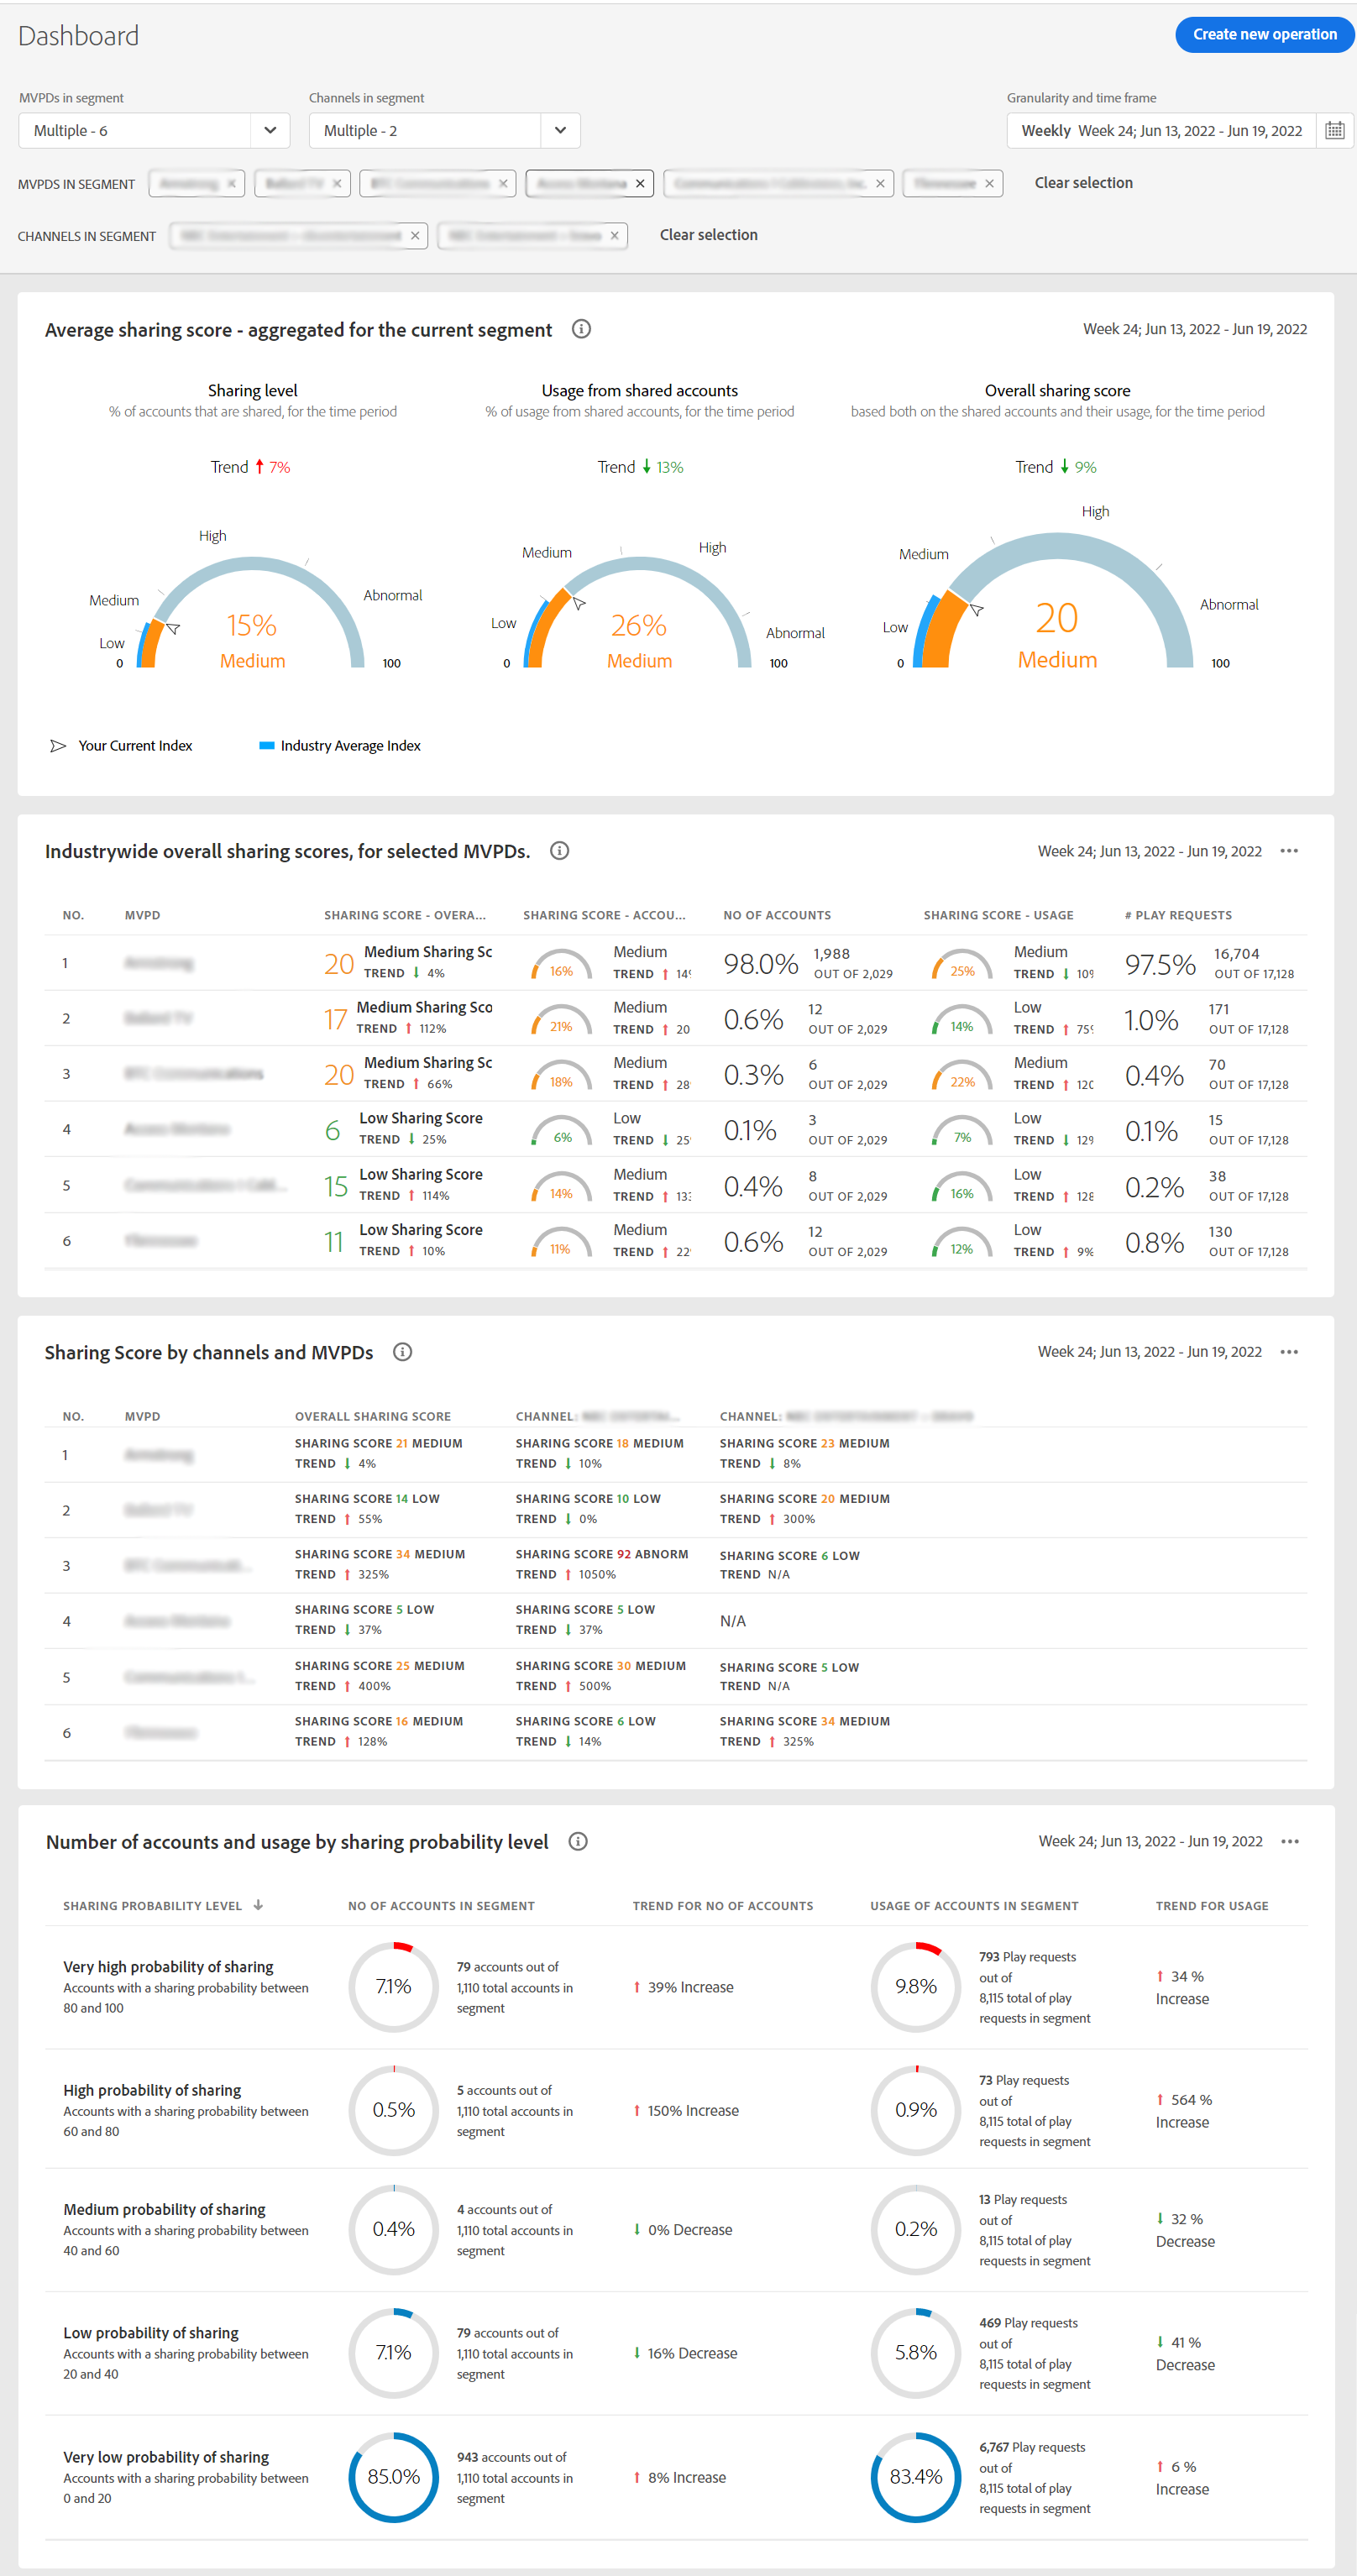 Dashboard
Create new operation
MVPDs in segment
Channels in segment
Granularity and time frame
Multiple - 6
Multiple - 2
Weekly Week 24; Jun 13, 2022 - Jun 19, 2022
MVPDS IN SEGMENT
Clear selection
CHANNELS IN SEGMENT
Clear selection
Average sharing score - aggregated for the current segment
Week 24; Jun 13, 2022 - Jun 19, 2022
Sharing level
% of accounts that are shared, for the time period
Trend 7%
High
Medium
Abnormal
Low
15%
Medium
0
100
Usage from shared accounts
% of usage from shared accounts, for the time period
Trend 13%
Medium
High
Low
Abnormal
26%
Medium
0
100
Overall sharing score
based both on the shared accounts and their usage, for the time period
Trend 9%
High
Medium
Abnormal
Low
20
Medium
0
100
Your Current Index
Industry Average Index
Industrywide overall sharing scores, for selected MVPDs.
Week 24; Jun 13, 2022 - Jun 19, 2022
NO. MVPD SHARING SCORE - OVERA... SHARING SCORE - ACCOU... NO OF ACCOUNTS SHARING SCORE - USAGE # PLAY REQUESTS
1 20 Medium Sharing Sc TREND 4% 16% Medium TREND 14% 98.0% 1,988 OUT OF 2,029 25% Medium TREND 10% 97.5% 16,704 OUT OF 17,128
2 17 Medium Sharing Sco TREND 112% 21% Medium TREND 20 0.6% 12 OUT OF 2,029 14% Low TREND 75% 1.0% 171 OUT OF 17,128
3 20 Medium Sharing Sc TREND 66% 18% Medium TREND 28 0.3% 6 OUT OF 2,029 22% Medium TREND 120 0.4% 70 OUT OF 17,128
4 6 Low Sharing Score TREND 25% 6% Low TREND 25 0.1% 3 OUT OF 2,029 7% Low TREND 12% 0.1% 15 OUT OF 17,128
5 15 Low Sharing Score TREND 114% 14% Medium TREND 13 0.4% 8 OUT OF 2,029 16% Low TREND 128 0.2% 38 OUT OF 17,128
6 11 Low Sharing Score TREND 10% 11% Medium TREND 22 0.6% 12 OUT OF 2,029 12% Low TREND 9% 0.8% 130 OUT OF 17,128
Sharing Score by channels and MVPDs
Week 24; Jun 13, 2022 - Jun 19, 2022
NO. MVPD OVERALL SHARING SCORE CHANNEL: CHANNEL:
1 SHARING SCORE 21 MEDIUM TREND 4% SHARING SCORE 18 MEDIUM TREND 10% SHARING SCORE 23 MEDIUM TREND 8%
2 SHARING SCORE 14 LOW TREND 55% SHARING SCORE 10 LOW TREND 0% SHARING SCORE 20 MEDIUM TREND 300%
3 SHARING SCORE 34 MEDIUM TREND 325% SHARING SCORE 92 ABNORM TREND 1050% SHARING SCORE 6 LOW TREND N/A
4 SHARING SCORE 5 LOW TREND 37% SHARING SCORE 5 LOW TREND 37% N/A
5 SHARING SCORE 25 MEDIUM TREND 400% SHARING SCORE 30 MEDIUM TREND 500% SHARING SCORE 5 LOW TREND N/A
6 SHARING SCORE 16 MEDIUM TREND 128% SHARING SCORE 6 LOW TREND 14% SHARING SCORE 34 MEDIUM TREND 325%
Number of accounts and usage by sharing probability level
Week 24; Jun 13, 2022 - Jun 19, 2022
SHARING PROBABILITY LEVEL NO OF ACCOUNTS IN SEGMENT TREND FOR NO OF ACCOUNTS USAGE OF ACCOUNTS IN SEGMENT TREND FOR USAGE
Very high probability of sharing
Accounts with a sharing probability between
80 and 100
7.1%
79 accounts out of
1,110 total accounts in
segment
39% Increase
9.8%
793 Play requests
out of
8,115 total of play
requests in segment
34 %
Increase
High probability of sharing
Accounts with a sharing probability between
60 and 80
0.5%
5 accounts out of
1,110 total accounts in
segment
150% Increase
0.9%
73 Play requests
out of
8,115 total of play
requests in segment
564 %
Increase
Medium probability of sharing
Accounts with a sharing probability between
40 and 60
0.4%
4 accounts out of
1,110 total accounts in
segment
0% Decrease
0.2%
13 Play requests
out of
8,115 total of play
requests in segment
32 %
Decrease
Low probability of sharing
Accounts with a sharing probability between
20 and 40
7.1%
79 accounts out of
1,110 total accounts in
segment
16% Decrease
5.8%
469 Play requests
out of
8,115 total of play
requests in segment
41 %
Decrease
Very low probability of sharing
Accounts with a sharing probability between
0 and 20
85.0%
943 accounts out of
1,110 total accounts in
segment
8% Increase
83.4%
6,767 Play requests
out of
8,115 total of play
requests in segment
6 %
Increase